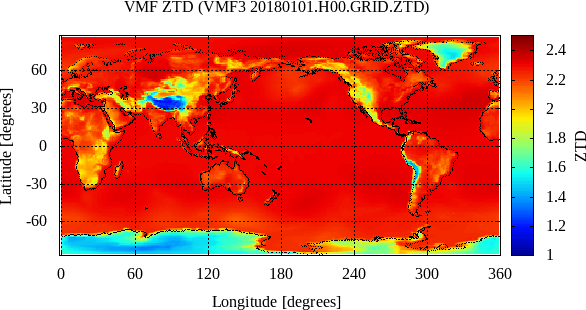 VMF ZTD (VMF3 20180101.H00.GRID.ZTD)
60
30
0
-30
-60
Latitude [degrees]
0 60 120 180 240 300 360
Longitude [degrees]
2.4
2.2
2
1.8
1.6
1.4
1.2
1
ZTD